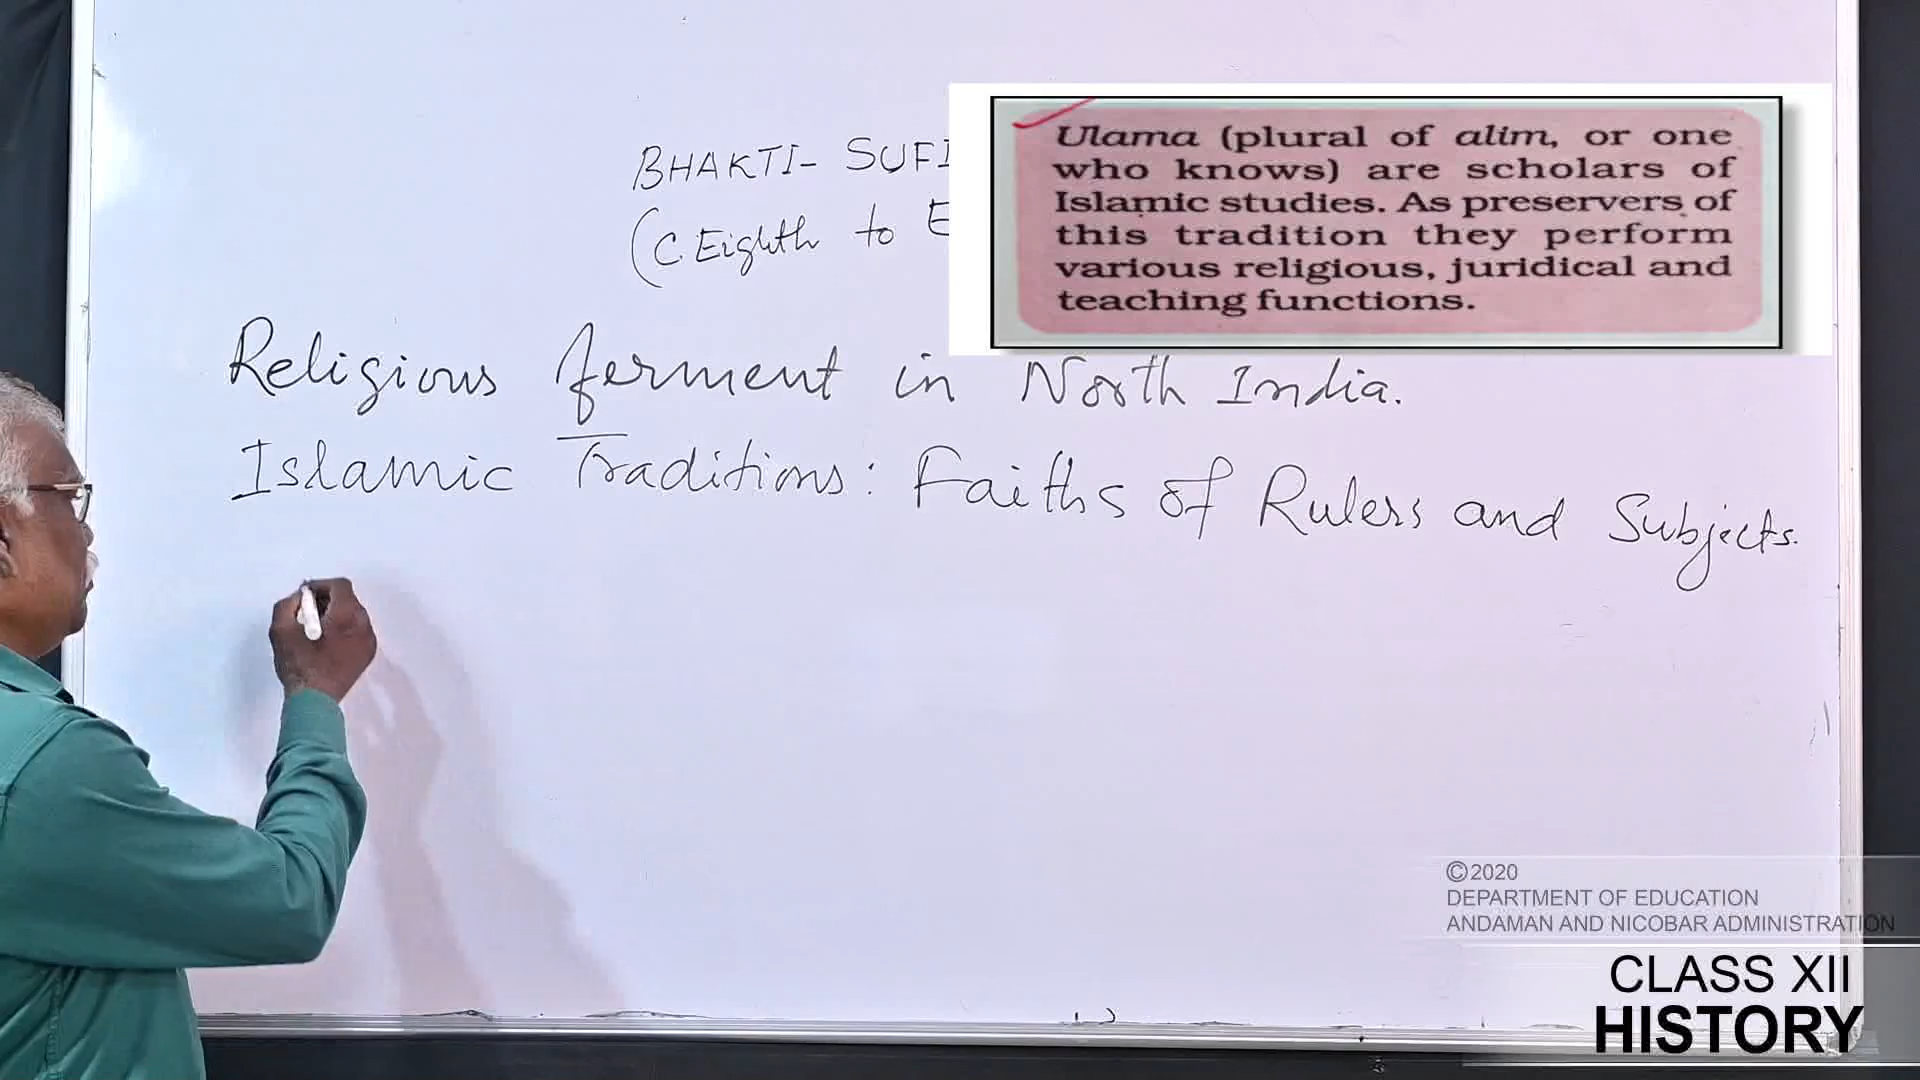 BHAKTI- SUFI
(C. Eighth to E
Ulama (plural of alim, or one
who knows) are scholars of
Islamic studies. As preservers of
this tradition they perform
various religious, juridical and
teaching functions.
Religious ferment in North India.
Islamic Traditions: Faiths of Rulers and Subjects.
©2020
DEPARTMENT OF EDUCATION
ANDAMAN AND NICOBAR ADMINISTRATION
CLASS XII
HISTORY